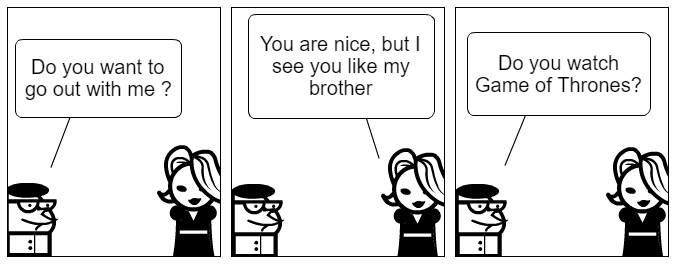 Do you want to
go out with me ?
You are nice, but I
see you like my
brother
Do you watch
Game of Thrones?